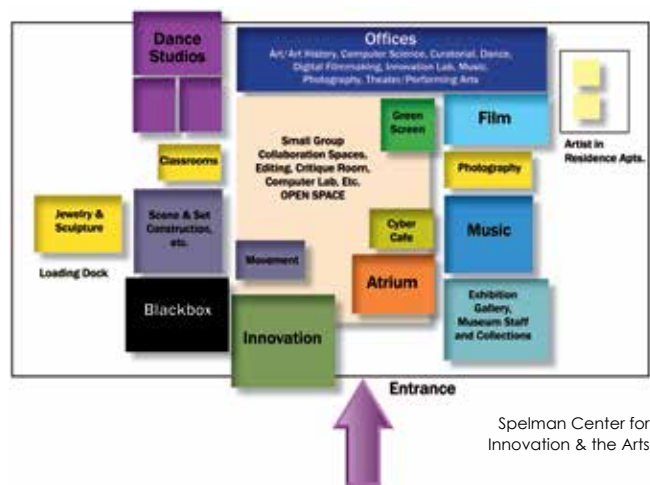 Dance
Studios
Offices
Art/Art History, Computer Science, Curatorial, Dance,
Digital Filmmaking, Innovation Lab, Music,
Photography, Theater/Performing Arts
Green
Screen
Film
Artist in
Residence Apts.
Small Group
Collaboration Spaces,
Editing, Critique Room,
Computer Lab, Etc.
OPEN SPACE
Classrooms
Photography
Jewelry &
Sculpture
Scene & Set
Construction,
etc.
Cyber
Cafe
Music
Loading Dock
Movement
Atrium
Blackbox
Innovation
Exhibition
Gallery,
Museum Staff
and Collections
Entrance
Spelman Center for
Innovation & the Arts